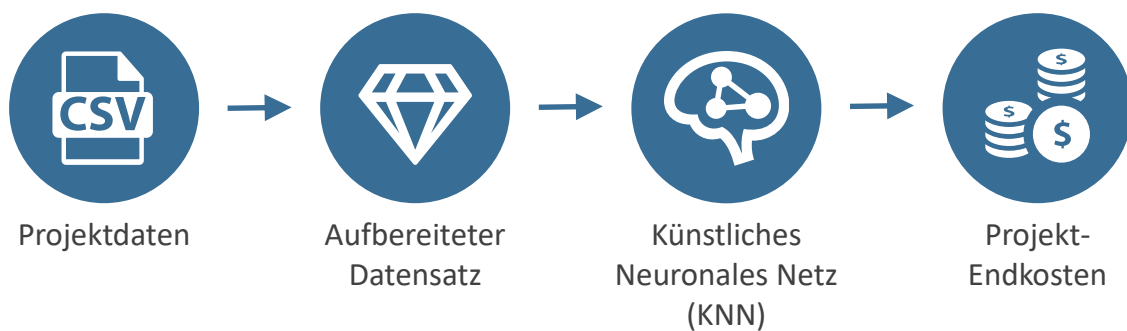 CSV
$
$
$
Projektdaten
Aufbereiteter
Datensatz
Künstliches
Neuronales Netz
(KNN)
Projekt-
Endkosten